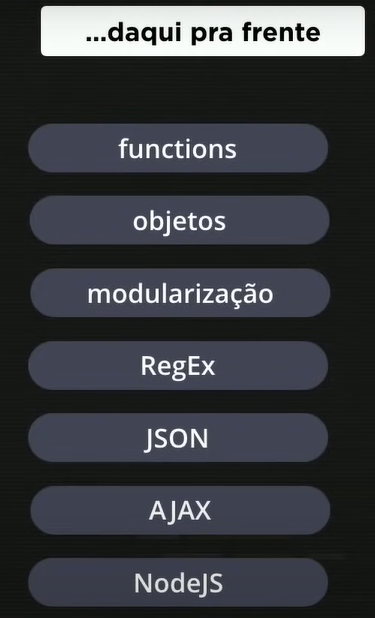 ...daqui pra frente
functions
objetos
modularização
RegEx
JSON
AJAX
NodeJS